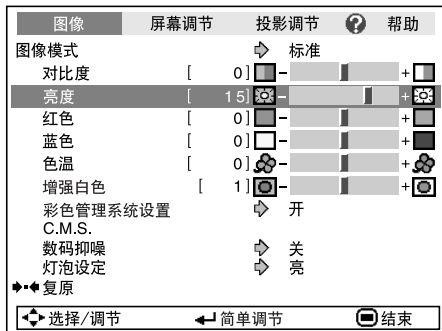 图像 屏幕调节 投影调节 ? 帮助
图像模式 标准
对比度 [ 0] - +
亮度 [ 15] - +
红色 [ 0] - +
蓝色 [ 0] - +
色温 [ 0] - +
增强白色 [ 1] - +
彩色管理系统设置 开
C.M.S.
数码抑噪 关
灯泡设定 亮
复原
选择/调节 简单调节 结束